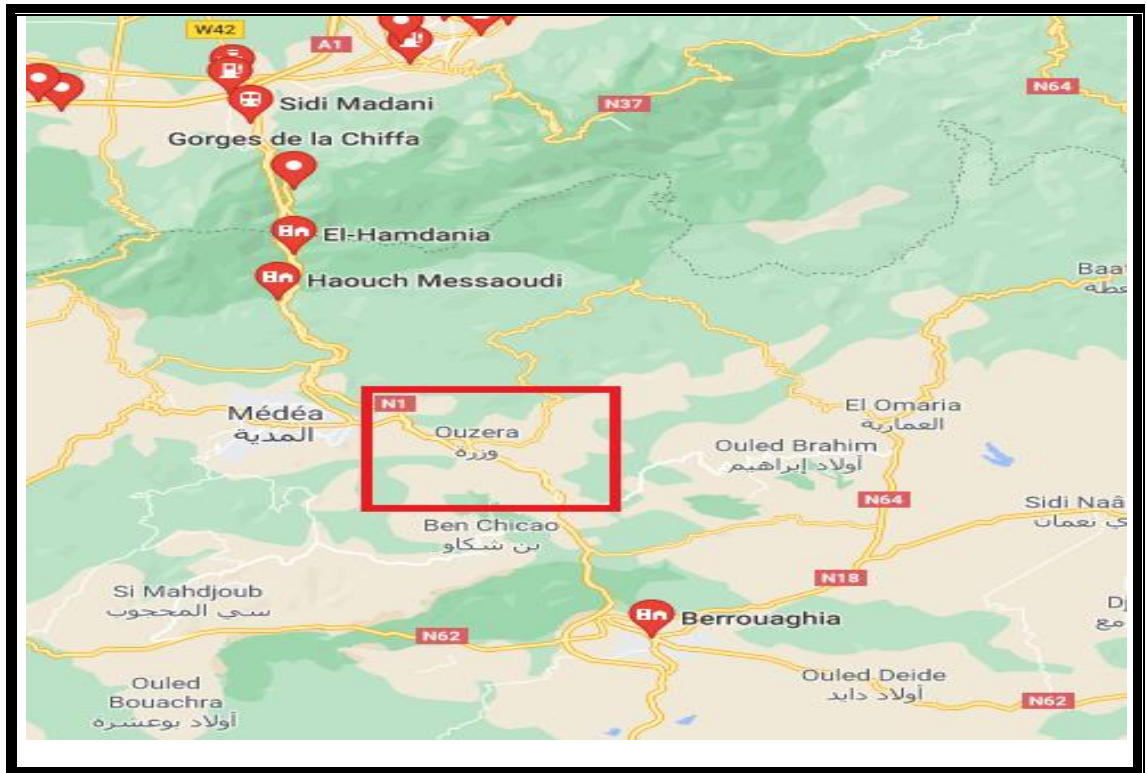 W42
A1
N64
N37
Sidi Madani
Gorges de la Chiffa
El-Hamdania
Haouch Messaoudi
N1
Médéa
المدية
Ouzera
وزرة
El Omaria
العمارية
Ouled Brahim
أولاد إبراهيم
N64
Sidi Naâ
ي نعمان
Ben Chicao
بن شكاو
N18
Si Mahdjoub
سي المحجوب
Berrouaghia
N62
Ouled
Bouachra
أولاد بوعشرة
Ouled Deide
أولاد دايد
N62